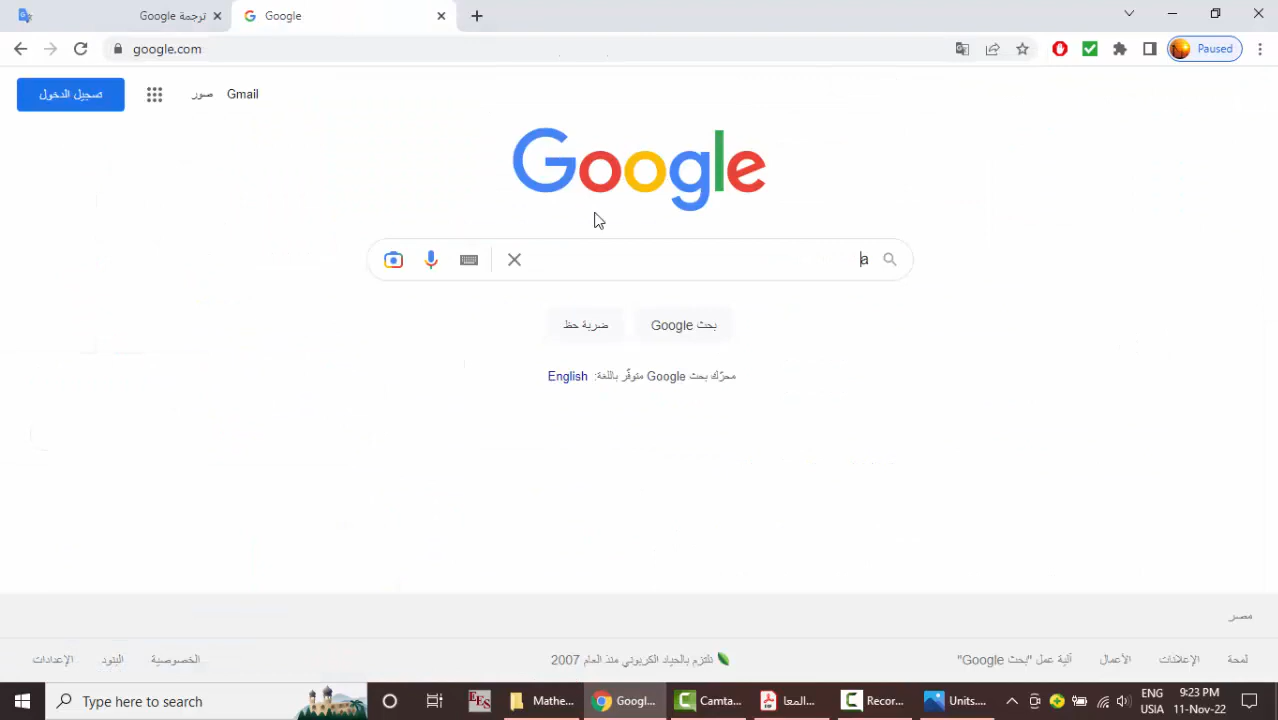 ترجمة Google
Google
google.com
Paused
تسجيل الدخول
صور
Gmail
Google
a
بحث Google
ضربة حظ
محرّك بحث Google متوفّر باللغة: English
مصر
لمحة
الإعلانات
الأعمال
آلية عمل "بحث Google"
نلتزم بالحياد الكربوني منذ العام 2007
الخصوصية
البنود
الإعدادات
Type here to search
EES
Mathe...
Googl...
Camta...
المعا...
Recor...
Units....
ENG
USA
9:23 PM
11-Nov-22